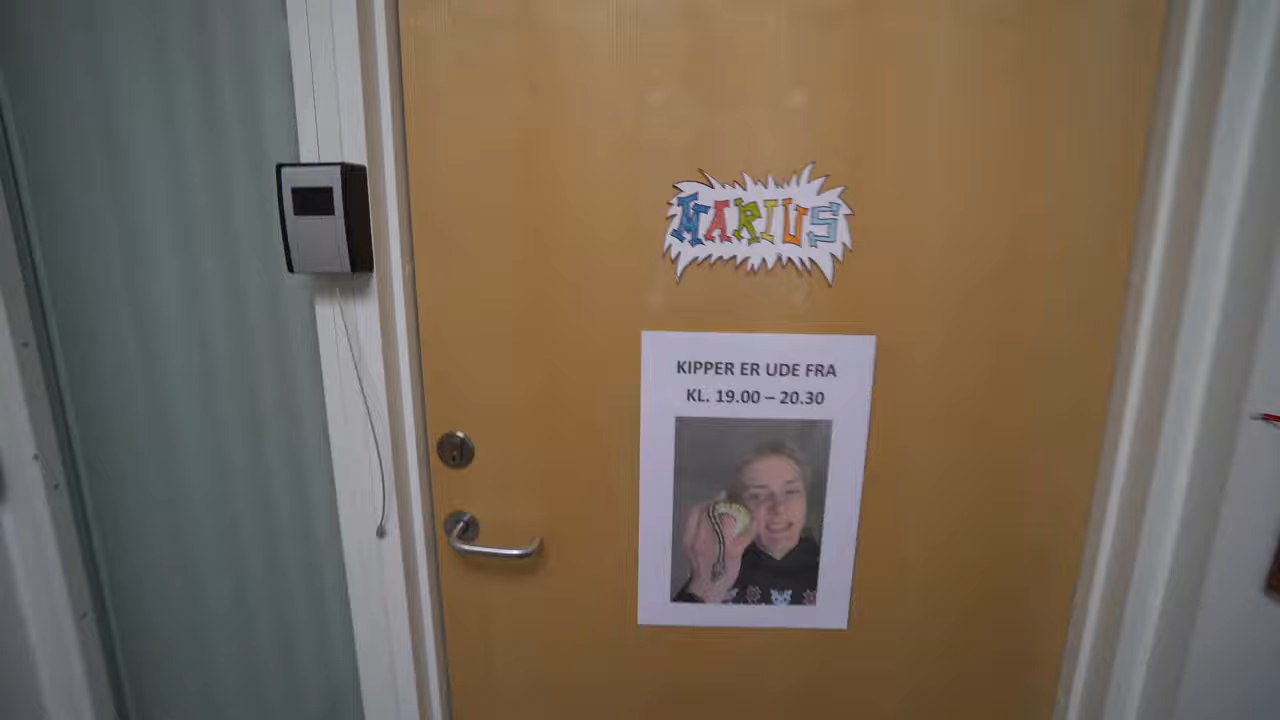 MARIUS
KIPPER ER UDE FRA
KL. 19.00 – 20.30